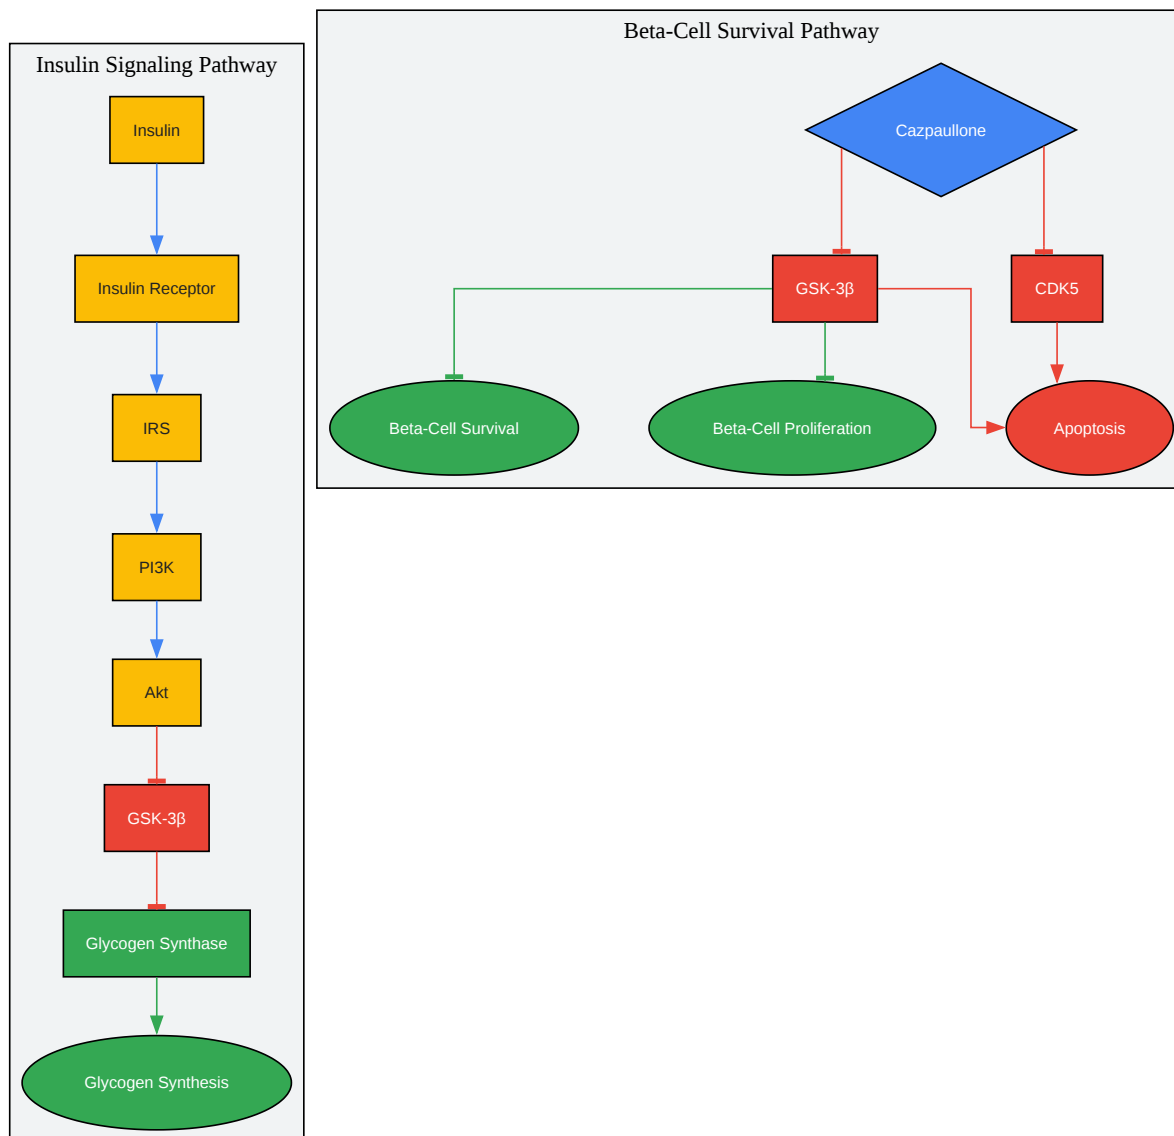 Insulin Signaling Pathway
Insulin
Insulin Receptor
IRS
PI3K
Akt
GSK-3β
Glycogen Synthase
Glycogen Synthesis
Beta-Cell Survival Pathway
Cazpaullone
GSK-3β
CDK5
Beta-Cell Survival
Beta-Cell Proliferation
Apoptosis